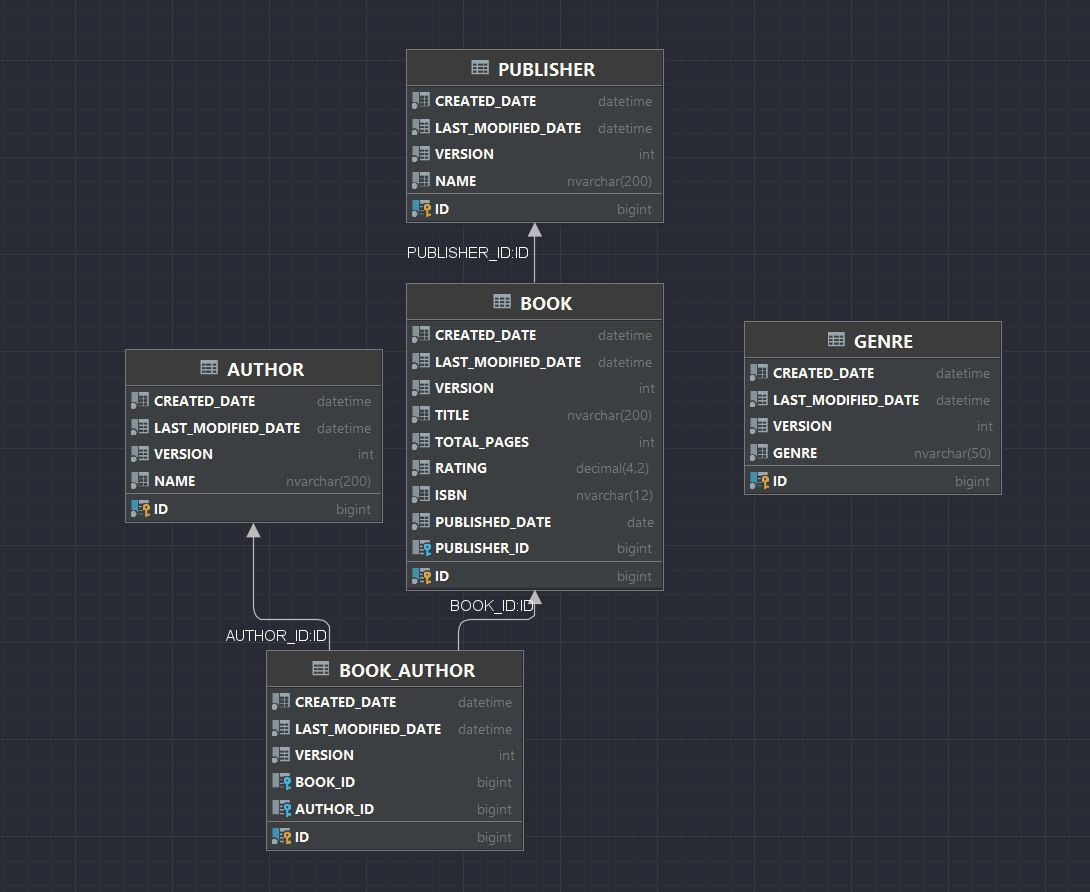 PUBLISHER
CREATED_DATE datetime
LAST_MODIFIED_DATE datetime
VERSION int
NAME nvarchar(200)
ID bigint
PUBLISHER_ID:ID
BOOK
CREATED_DATE datetime
LAST_MODIFIED_DATE datetime
VERSION int
TITLE nvarchar(200)
TOTAL_PAGES int
RATING decimal(4,2)
ISBN nvarchar(12)
PUBLISHED_DATE date
PUBLISHER_ID bigint
ID bigint
GENRE
CREATED_DATE datetime
LAST_MODIFIED_DATE datetime
VERSION int
GENRE nvarchar(50)
ID bigint
AUTHOR
CREATED_DATE datetime
LAST_MODIFIED_DATE datetime
VERSION int
NAME nvarchar(200)
ID bigint
BOOK_ID:ID
AUTHOR_ID:ID
BOOK_AUTHOR
CREATED_DATE datetime
LAST_MODIFIED_DATE datetime
VERSION int
BOOK_ID bigint
AUTHOR_ID bigint
ID bigint